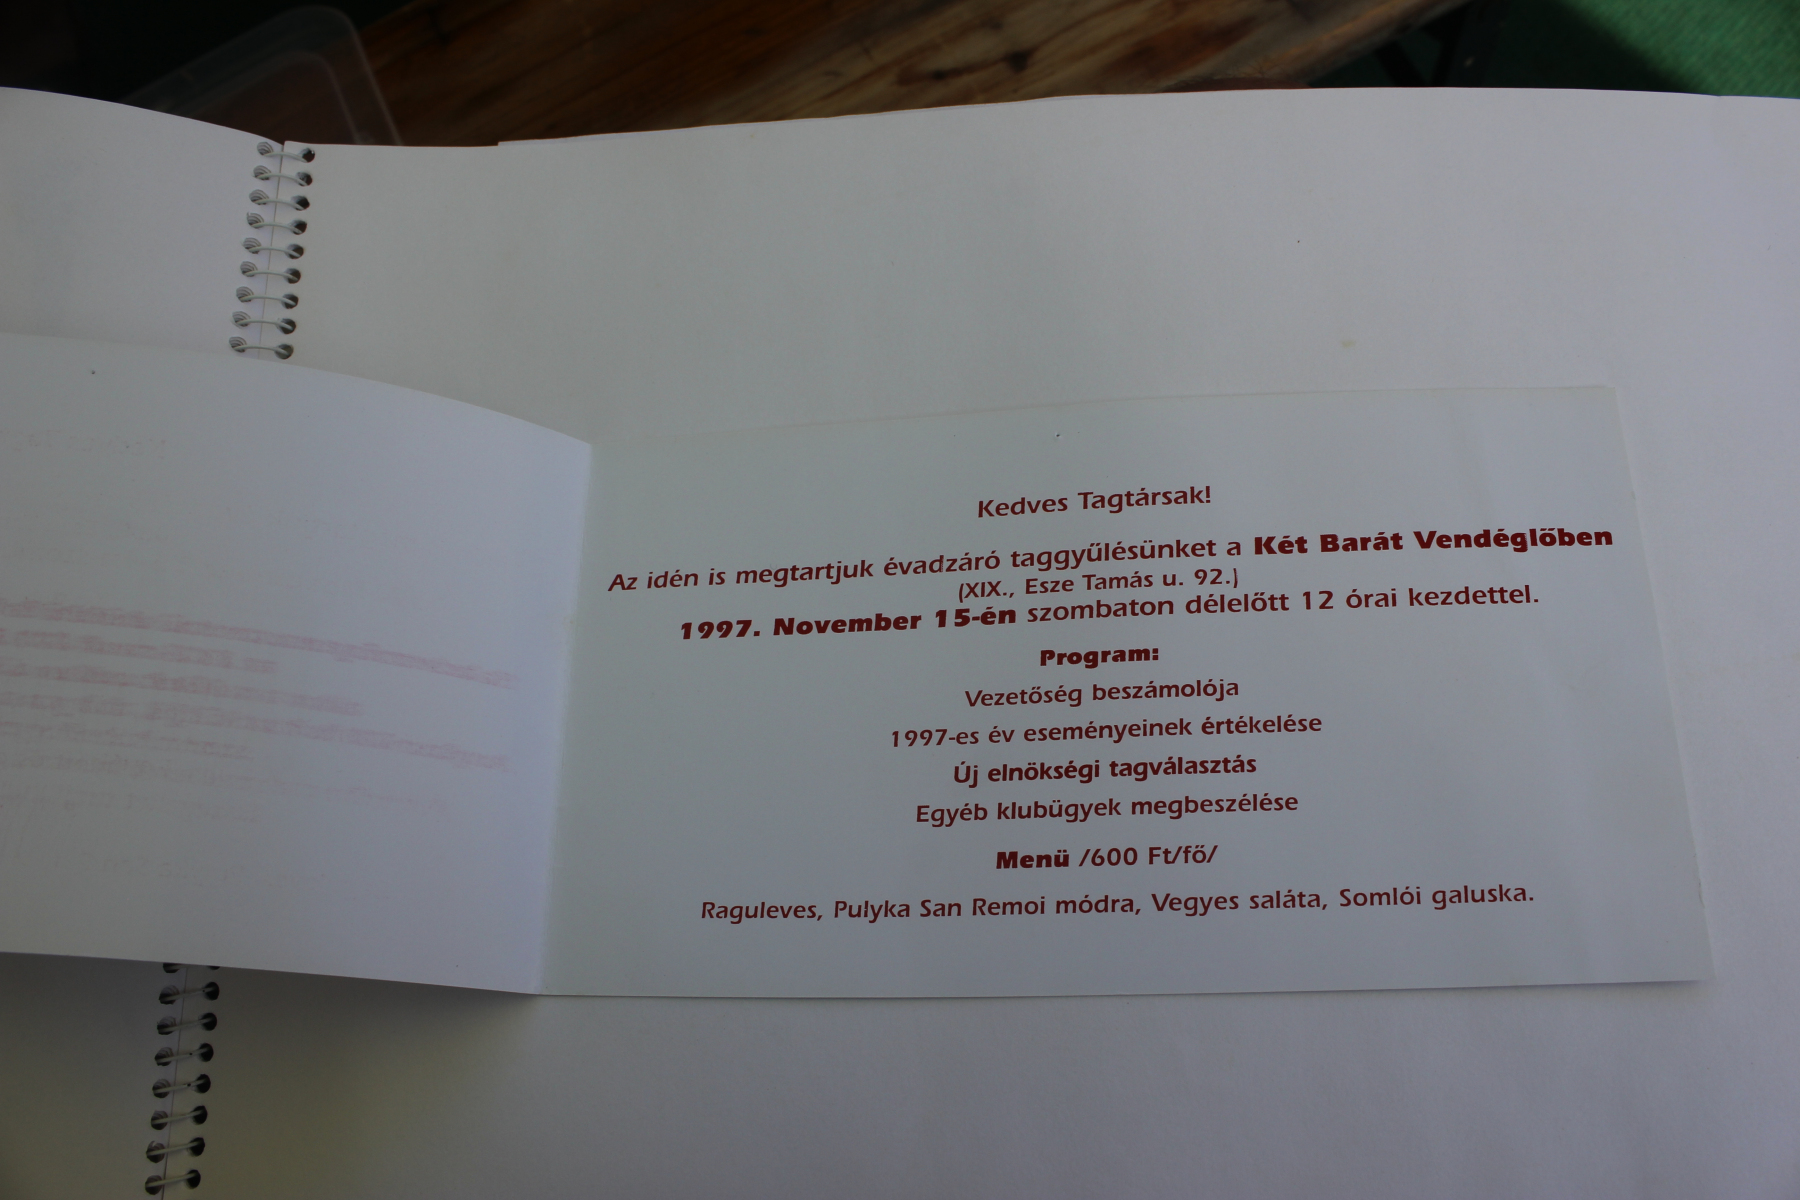 Kedves Tagtársak!
Az idén is megtartjuk évadzáró taggyűlésünket a Két Barát Vendéglőben
(XIX., Esze Tamás u. 92.)
1997. November 15-én szombaton délelőtt 12 órai kezdettel.
Program:
Vezetőség beszámolója
1997-es év eseményeinek értékelése
Új elnökségi tagválasztás
Egyéb klubügyek megbeszélése
Menü /600 Ft/fő/
Raguleves, Pulyka San Remoi módra, Vegyes saláta, Somlói galuska.